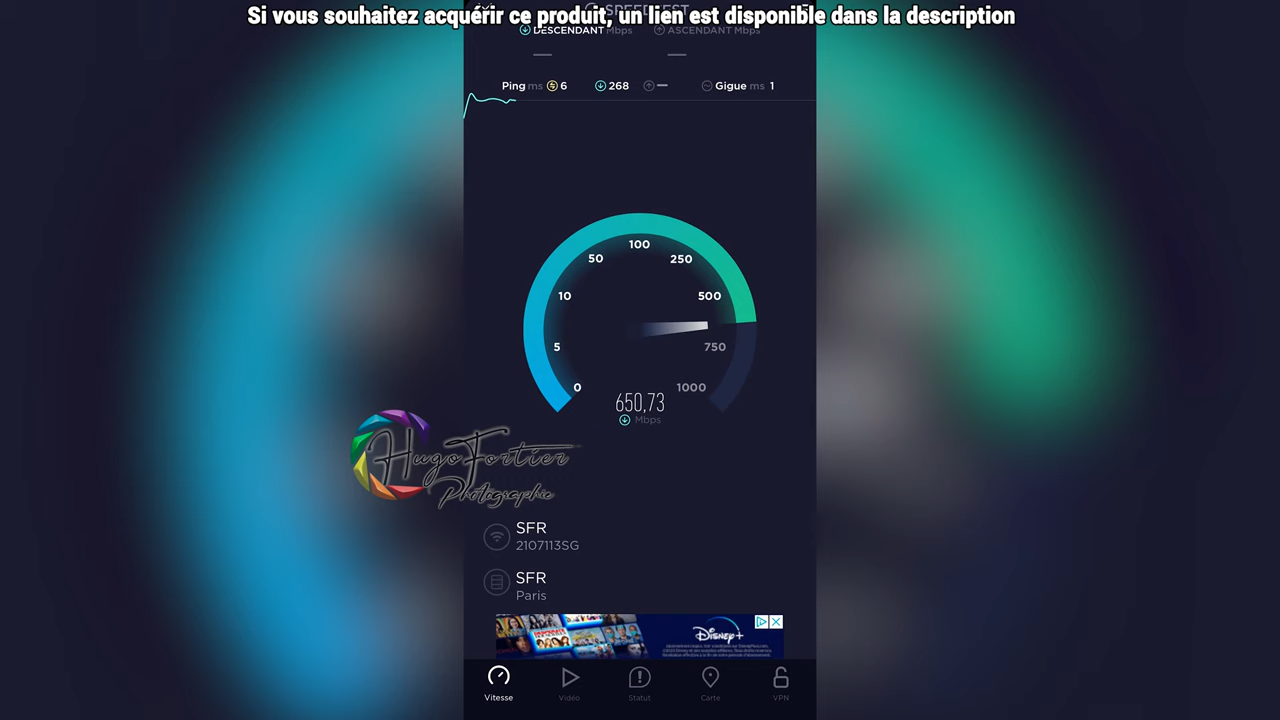 Si vous souhaitez acquérir ce produit, un lien est disponible dans la description
SPEEDTEST
DESCENDANT Mbps
ASCENDANT Mbps
Ping ms 6
268
Gigue ms 1
100
50
250
10
500
5
750
0
1000
650,73
Mbps
HugoFortier
Photographie
SFR
2107113SG
SFR
Paris
Disney+
Vitesse
Vidéo
Statut
Carte
VPN